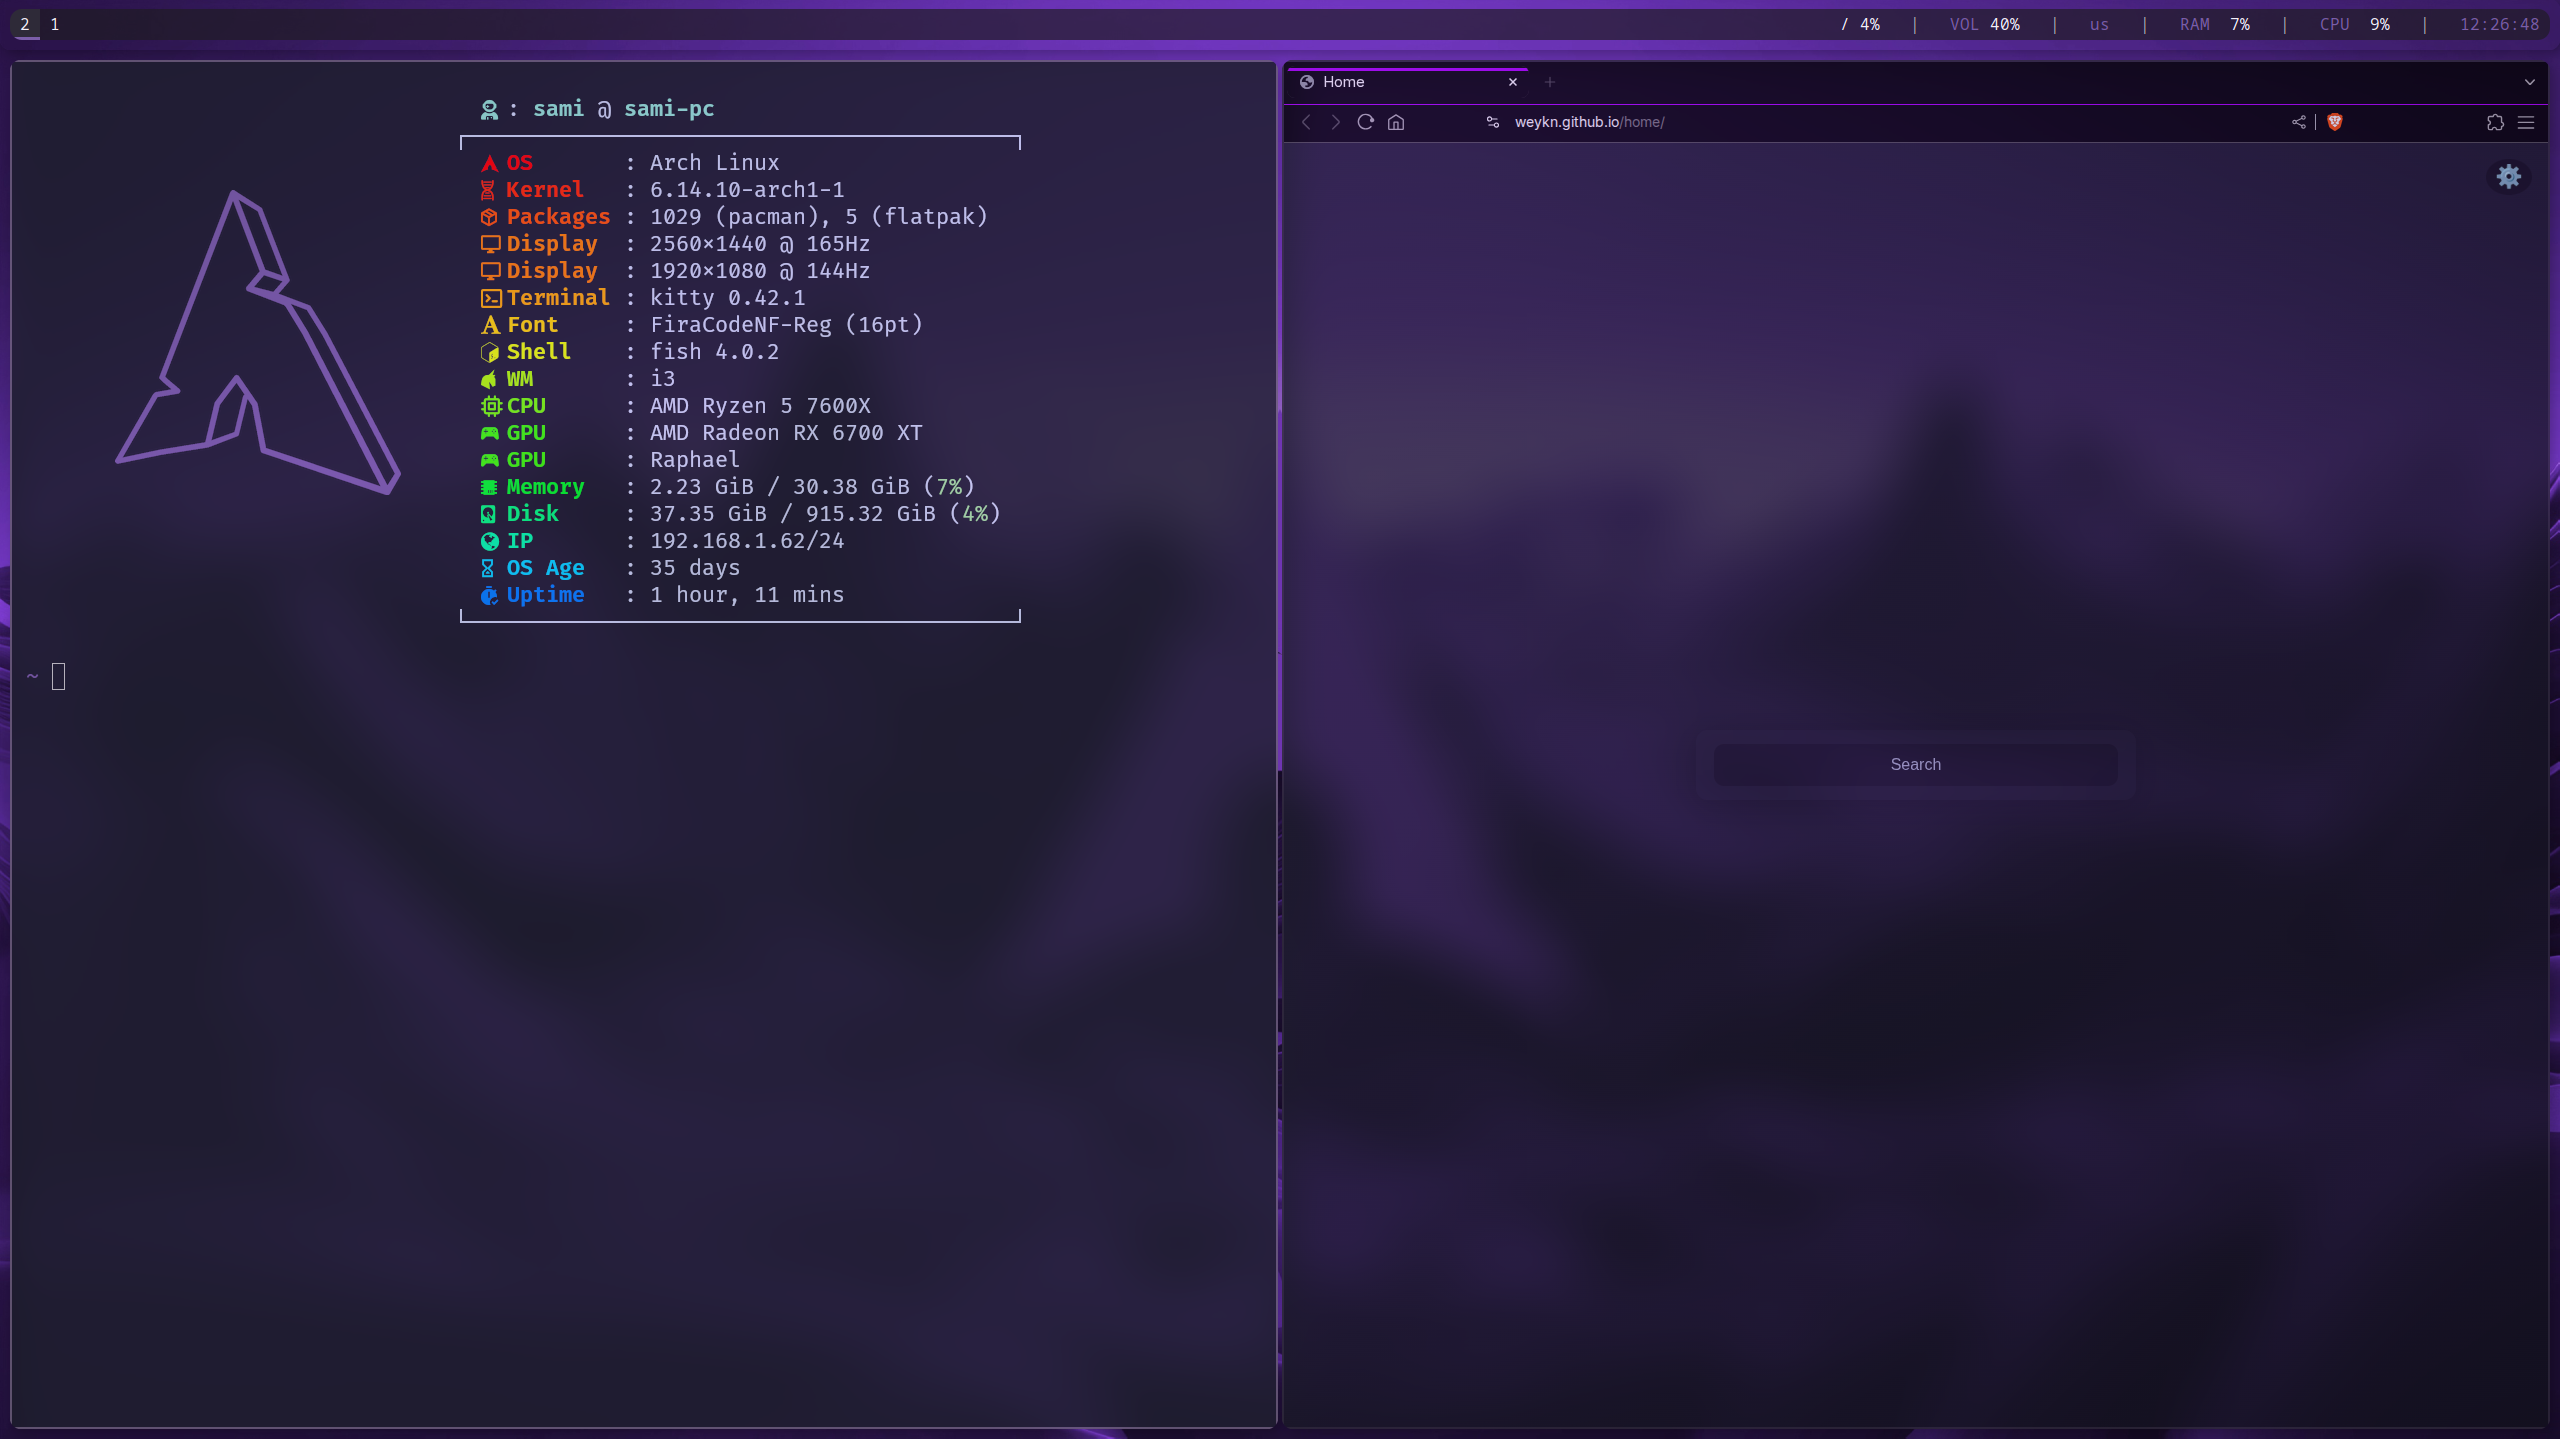 2 1 / 4% | VOL 40% | us | RAM 7% | CPU 9% | 12:26:48
: sami @ sami-pc
OS : Arch Linux
Kernel : 6.14.10-arch1-1
Packages : 1029 (pacman), 5 (flatpak)
Display : 2560×1440 @ 165Hz
Display : 1920×1080 @ 144Hz
Terminal : kitty 0.42.1
Font : FiraCodeNF-Reg (16pt)
Shell : fish 4.0.2
WM : i3
CPU : AMD Ryzen 5 7600X
GPU : AMD Radeon RX 6700 XT
GPU : Raphael
Memory : 2.23 GiB / 30.38 GiB (7%)
Disk : 37.35 GiB / 915.32 GiB (4%)
IP : 192.168.1.62/24
OS Age : 35 days
Uptime : 1 hour, 11 mins
~
Home
weykn.github.io/home/
Search